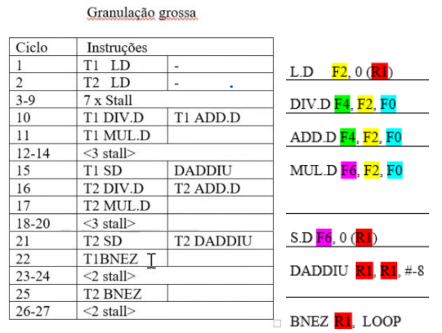 Granulação grossa
Ciclo Instruções
1 T1 LD -
2 T2 LD -
3-9 7 x Stall
10 T1 DIV.D T1 ADD.D
11 T1 MUL.D
12-14 <3 stall>
15 T1 SD DADDIU
16 T2 DIV.D T2 ADD.D
17 T2 MUL.D
18-20 <3 stall>
21 T2 SD T2 DADDIU
22 T1BNEZ
23-24 <2 stall>
25 T2 BNEZ
26-27 <2 stall>
L.D F2, 0 (R1)
DIV.D F4, F2, F0
ADD.D F4, F2, F0
MUL.D F6, F2, F0
S.D F6, 0 (R1)
DADDIU R1, R1, #-8
BNEZ R1, LOOP